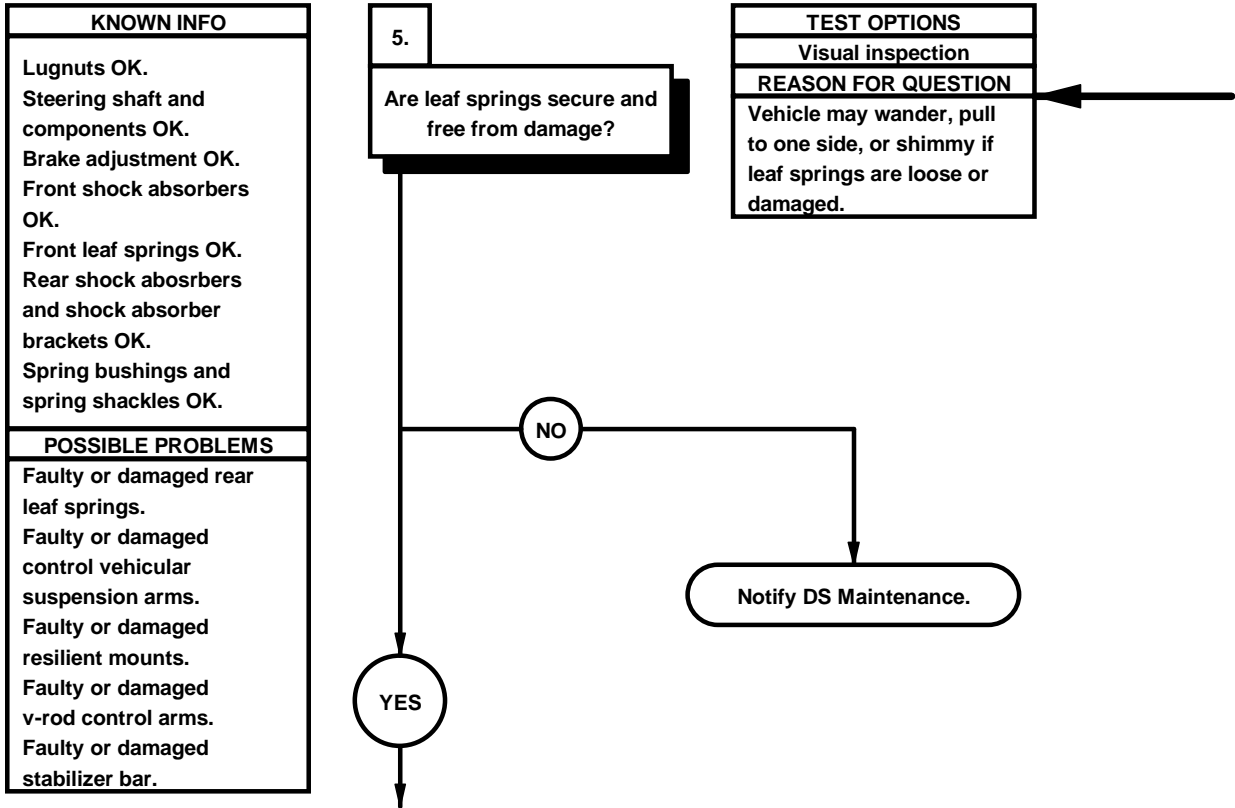 KNOWN INFO
Lugnuts OK.
Steering shaft and
components OK.
Brake adjustment OK.
Front shock absorbers
OK.
Front leaf springs OK.
Rear shock abosrbers
and shock absorber
brackets OK.
Spring bushings and
spring shackles OK.
POSSIBLE PROBLEMS
Faulty or damaged rear
leaf springs.
Faulty or damaged
control vehicular
suspension arms.
Faulty or damaged
resilient mounts.
Faulty or damaged
v-rod control arms.
Faulty or damaged
stabilizer bar.
5.
Are leaf springs secure and
free from damage?
TEST OPTIONS
Visual inspection
REASON FOR QUESTION
Vehicle may wander, pull
to one side, or shimmy if
leaf springs are loose or
damaged.
NO
Notify DS Maintenance.
YES